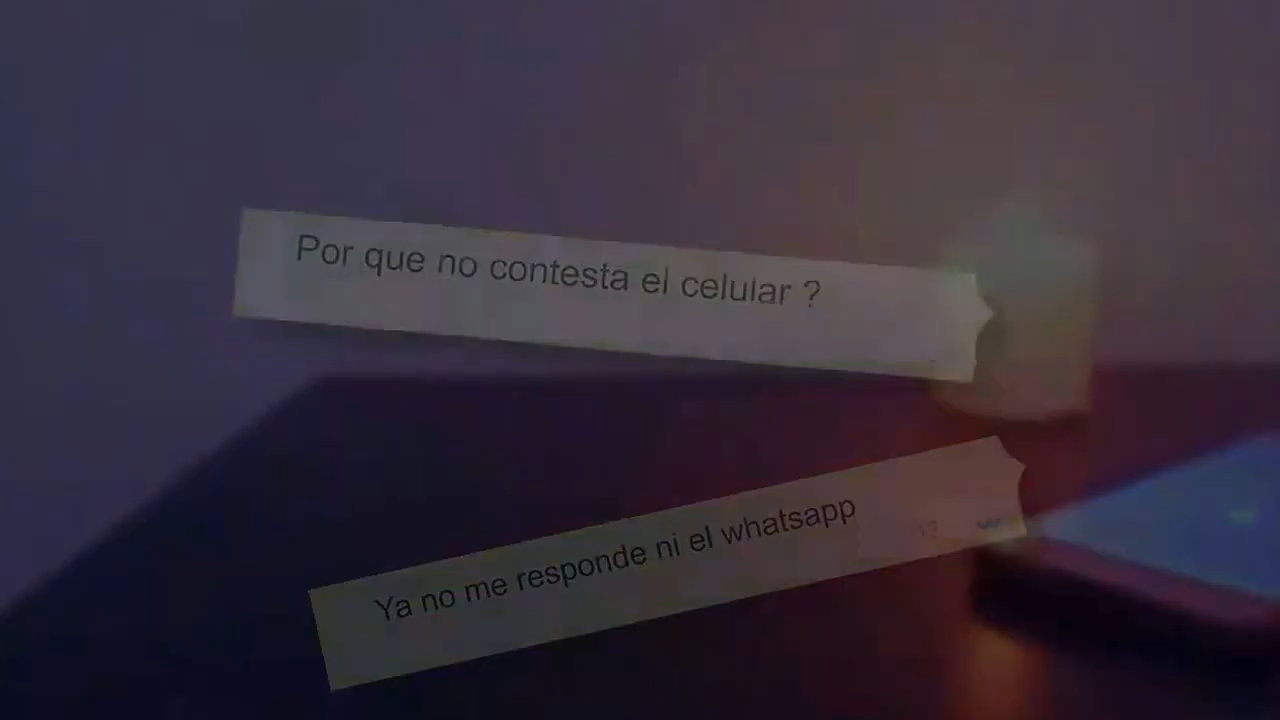 Por que no contesta el celular ?
Ya no me responde ni el whatsapp